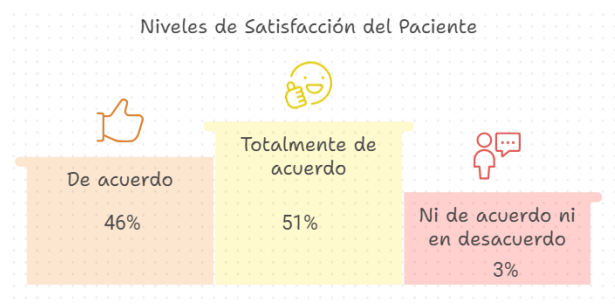 Niveles de Satisfacción del Paciente
De acuerdo
46%
Totalmente de
acuerdo
51%
Ni de acuerdo ni
en desacuerdo
3%